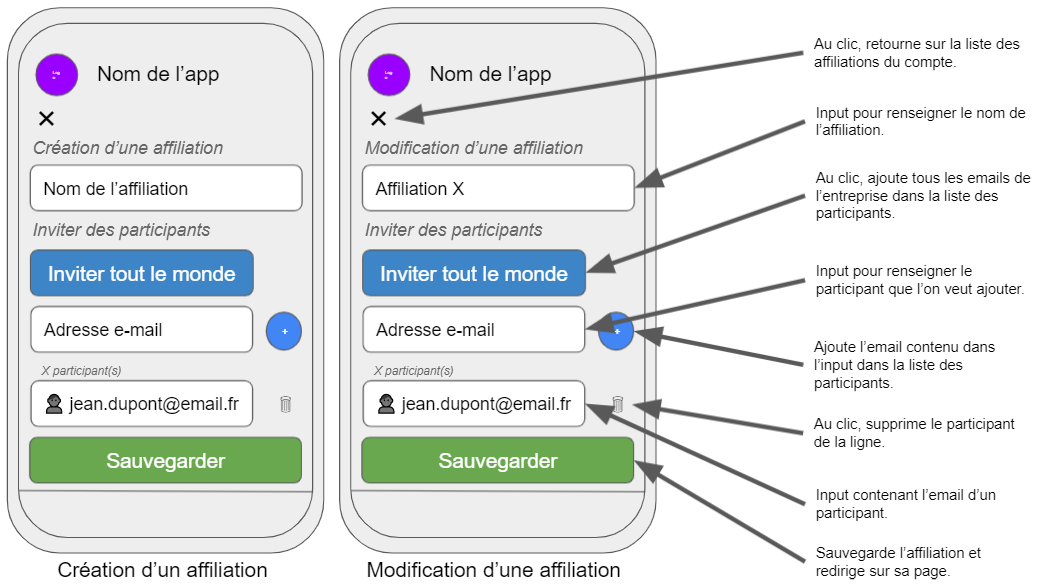 Nom de l'app
Création d'une affiliation
Nom de l'affiliation
Inviter des participants
Inviter tout le monde
Adresse e-mail
+
X participant(s)
jean.dupont@email.fr
Sauvegarder
Création d'un affiliation
Nom de l'app
Modification d'une affiliation
Affiliation X
Inviter des participants
Inviter tout le monde
Adresse e-mail
+
X participant(s)
jean.dupont@email.fr
Sauvegarder
Modification d'une affiliation
Au clic, retourne sur la liste des
affiliations du compte.
Input pour renseigner le nom de
l'affiliation.
Au clic, ajoute tous les emails de
l'entreprise dans la liste des
participants.
Input pour renseigner le
participant que l'on veut ajouter.
Ajoute l'email contenu dans
l'input dans la liste des
participants.
Au clic, supprime le participant
de la ligne.
Input contenant l'email d'un
participant.
Sauvegarde l'affiliation et
redirige sur sa page.